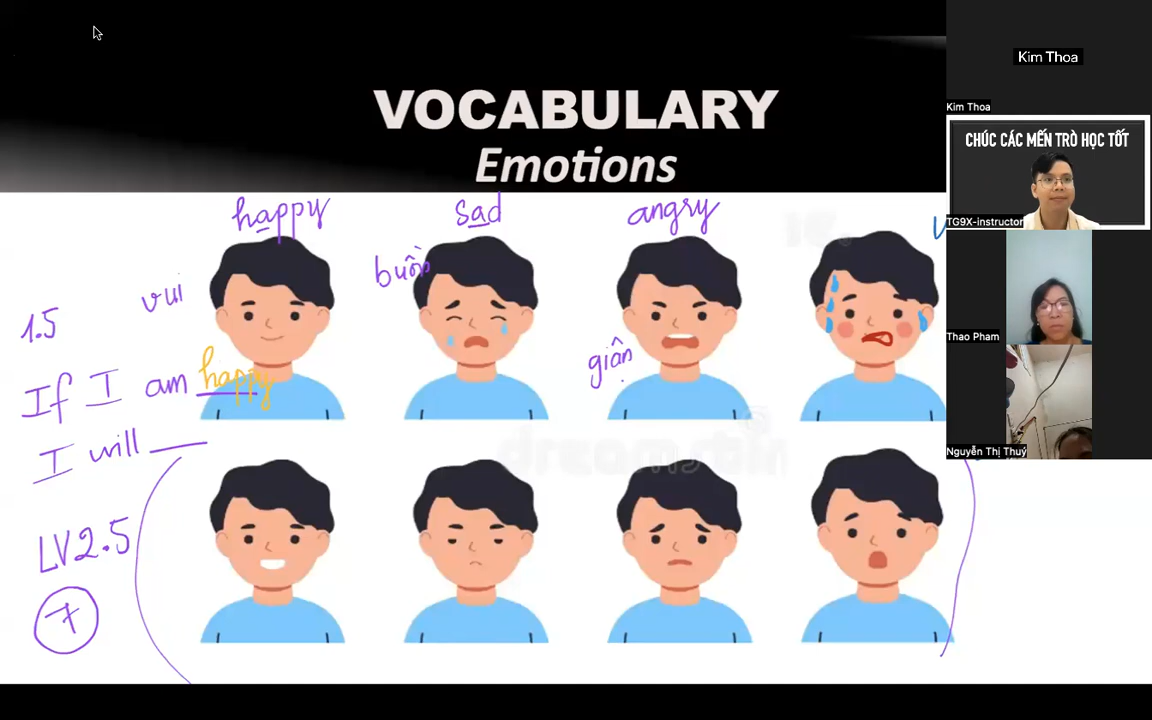 VOCABULARY
Emotions
happy
sad
angry
vui
buồn
giận
1.5
If I am happy
I will
LV2.5
7
Kim Thoa
Kim Thoa
CHÚC CÁC MẾN TRÒ HỌC TỐT
TG9X-instructor
Thao Pham
Nguyễn Thị Thuý